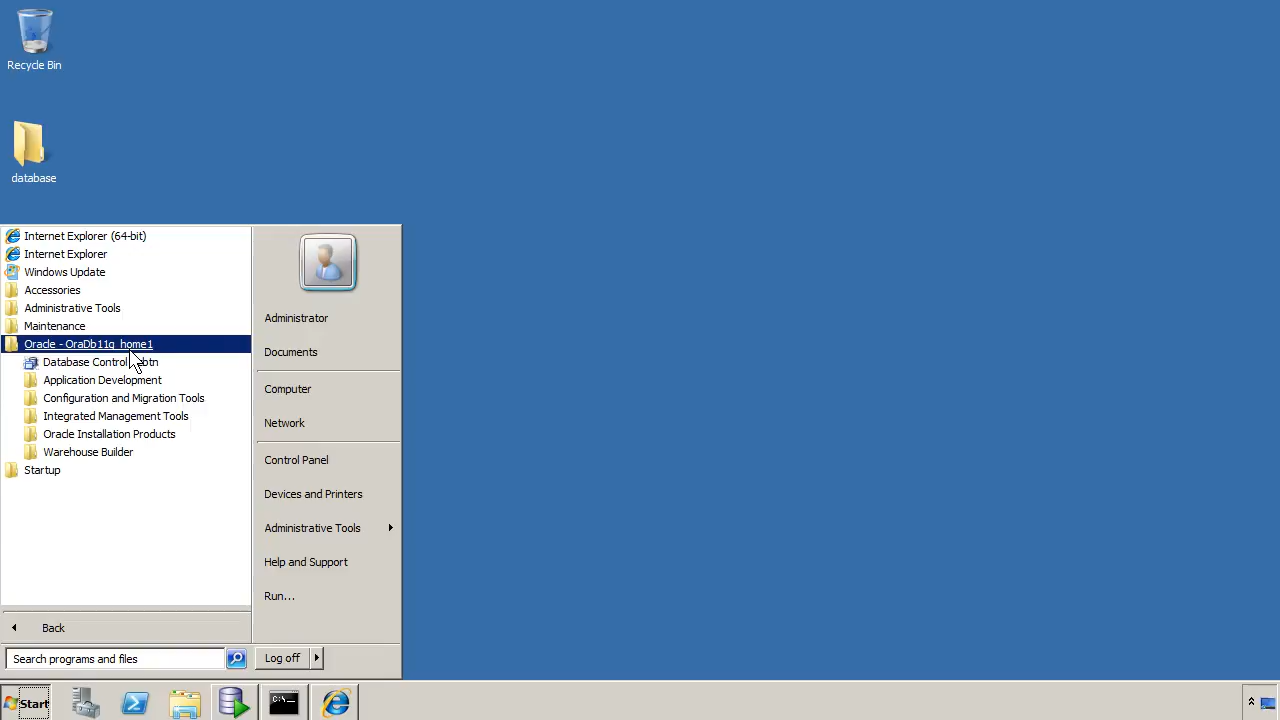 Recycle Bin
database
Internet Explorer (64-bit)
Internet Explorer
Windows Update
Accessories
Administrative Tools
Maintenance
Oracle - OraDb11g_home1
Database Control
Application Development
Configuration and Migration Tools
Integrated Management Tools
Oracle Installation Products
Warehouse Builder
Startup
Back
Search programs and files
Administrator
Documents
Computer
Network
Control Panel
Devices and Printers
Administrative Tools
Help and Support
Run...
Log off
Start
C:\_